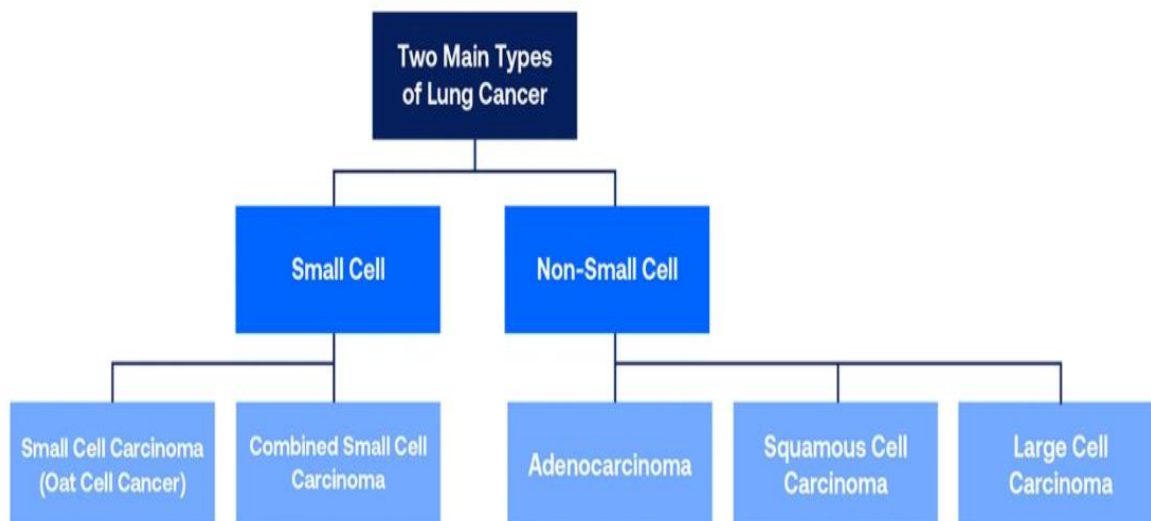 Two Main Types
of Lung Cancer
Small Cell
Non-Small Cell
Small Cell Carcinoma
(Oat Cell Cancer)
Combined Small Cell
Carcinoma
Adenocarcinoma
Squamous Cell
Carcinoma
Large Cell
Carcinoma